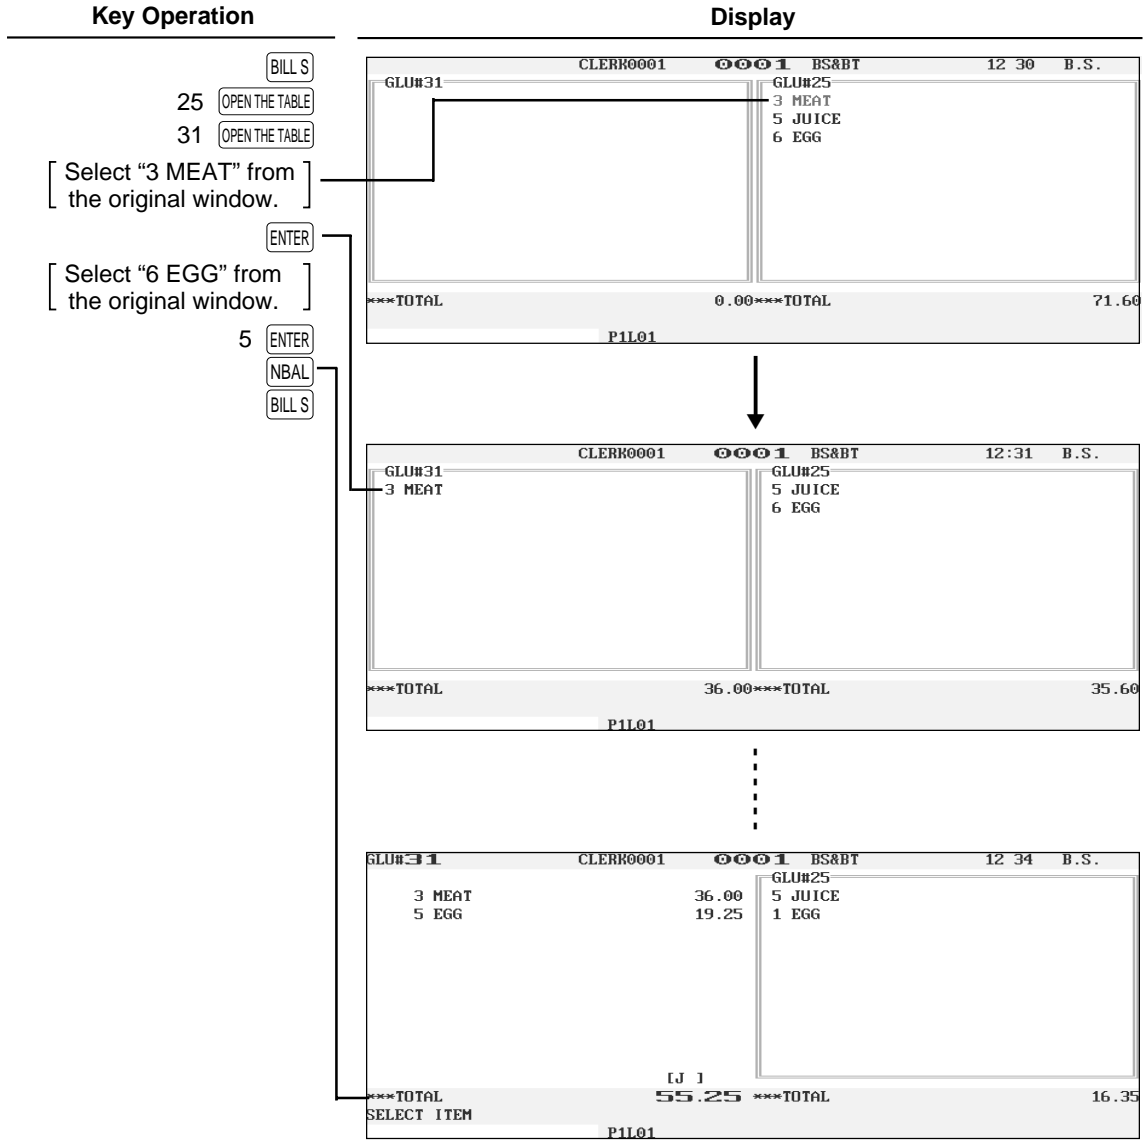 Key Operation
Display
BILL S
25 OPEN THE TABLE
31 OPEN THE TABLE
Select “3 MEAT” from
the original window.
ENTER
Select “6 EGG” from
the original window.
5 ENTER
NBAL
BILL S
CLERK0001 0001 BS&BT 12 30 B.S.
GLU#31 GLU#25
3 MEAT
5 JUICE
6 EGG
***TOTAL 0.00***TOTAL 71.60
P1L01
CLERK0001 0001 BS&BT 12:31 B.S.
GLU#31 GLU#25
3 MEAT 5 JUICE
6 EGG
***TOTAL 36.00***TOTAL 35.60
P1L01
GLU#31 CLERK0001 0001 BS&BT 12 34 B.S.
GLU#25
3 MEAT 36.00 5 JUICE
5 EGG 19.25 1 EGG
[J ]
***TOTAL 55.25 ***TOTAL 16.35
SELECT ITEM
P1L01